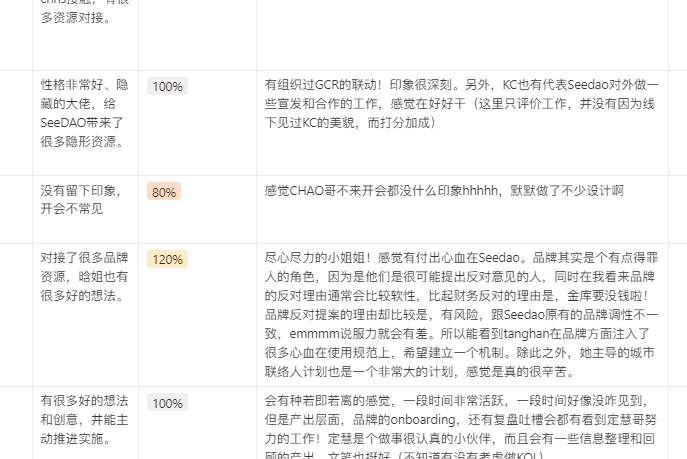 chris接触，有很
多资源对接。
性格非常好、隐
藏的大佬，给
SeeDAO带来了
很多隐形资源。
100%
有组织过GCR的联动！印象很深刻。另外，KC也有代表Seedao对外做一
些宣发和合作的工作，感觉在好好干（这里只评价工作，并没有因为线
下见过KC的美貌，而打分加成）
没有留下印象，
开会不常见
80%
感觉CHAO哥不来开会都没什么印象hhhhh，默默做了不少设计啊
对接了很多品牌
资源，晗姐也有
很多好的想法。
120%
尽心尽力的小姐姐！感觉有付出心血在Seedao。品牌其实是个有点得罪
人的角色，因为是他们是很可能提出反对意见的人，同时在我看来品牌
的反对理由通常会比较软性，比起财务反对的理由是，金库要没钱啦！
品牌反对提案的理由却比较是，有风险，跟Seedao原有的品牌调性不一
致，emmmm说服力就会有差。所以能看到tanghan在品牌方面注入了
很多心血在使用规范上，希望建立一个机制。除此之外，她主导的城市
联络人计划也是一个非常大的计划，感觉是真的很辛苦。
有很多好的想法
和创意，并能主
动推进实施。
100%
会有种若即若离的感觉，一段时间非常活跃，一段时间好像没咋见到，
但是产出层面，品牌的onboarding，还有复盘吐槽会都有看到定慧哥努
力的工作！定慧是个做事很认真的小伙伴，而且会有一些信息整理和回
顾的产出，文笔也挺好（不知道有没有考虑做KOL）